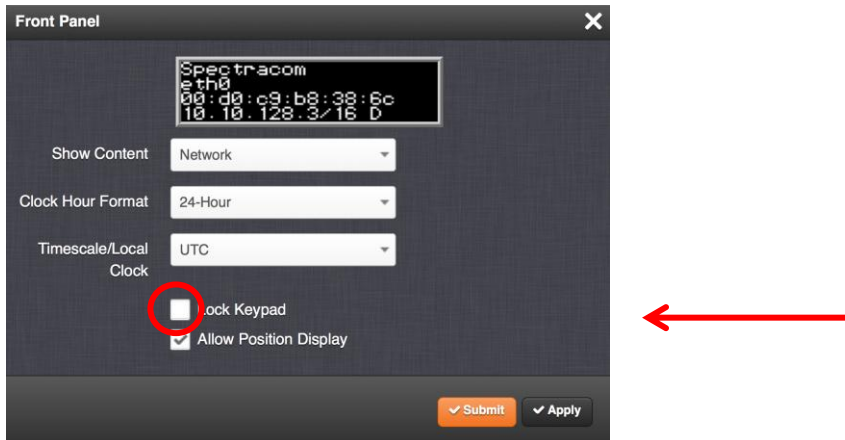 Front Panel
Spectracom
eth0
00:d0:c9:b8:38:6c
10.10.128.3/16 D
Show Content
Network
Clock Hour Format
24-Hour
Timescale/Local
Clock
UTC
Lock Keypad
Allow Position Display
Submit
Apply